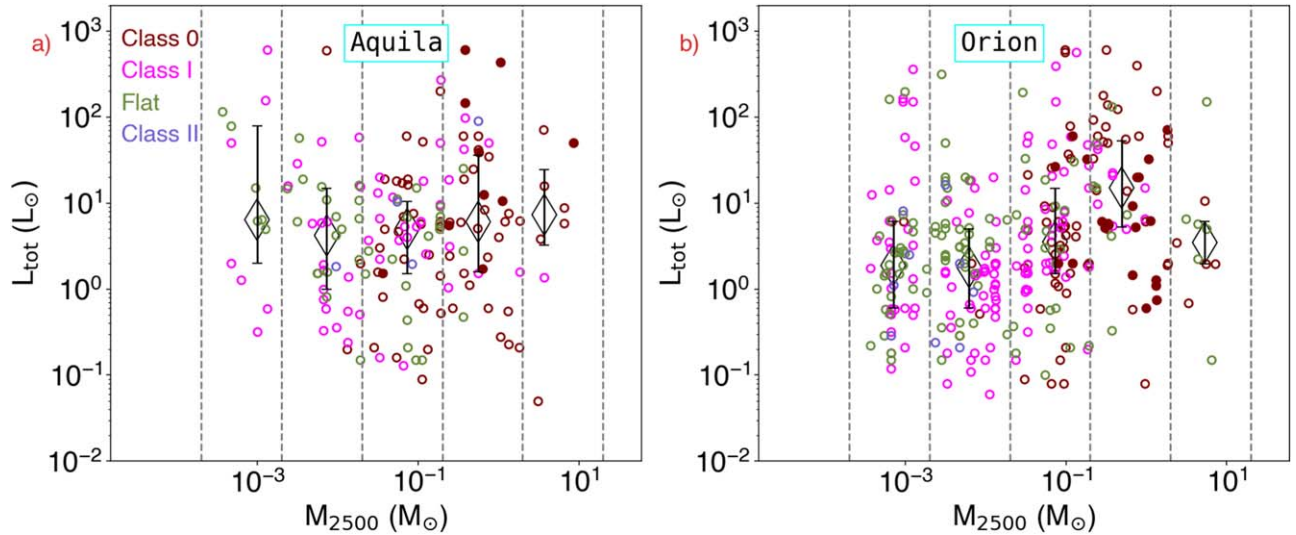 a)
Aquila
Class 0
Class I
Flat
Class II
10³
10²
10¹
10⁰
10⁻¹
10⁻²
L_tot (L_⊙)
10⁻³
10⁻¹
10¹
M_2500 (M_⊙)
b)
Orion
10³
10²
10¹
10⁰
10⁻¹
10⁻²
L_tot (L_⊙)
10⁻³
10⁻¹
10¹
M_2500 (M_⊙)